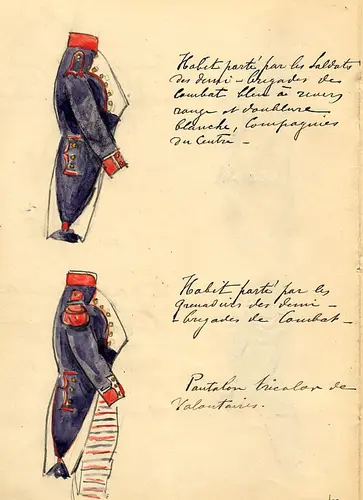 Habit porté par les soldats
des demi-brigades de
combat bleu à revers
rouge et doublure
blanche, Compagnies
du Centre -
Habit porté par les
grenadiers des demi-
-brigades de Combat -
Pantalon tricolor de
Volontaires.